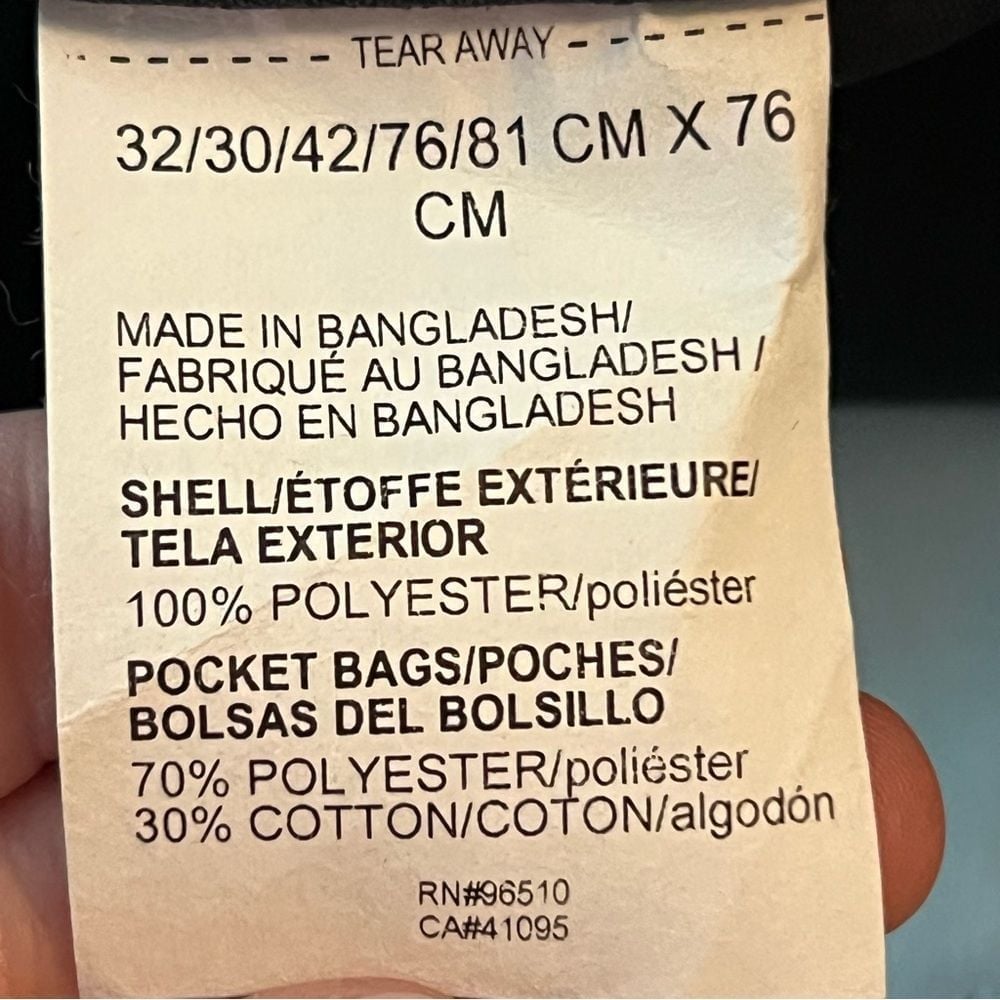 - - - - - - TEAR AWAY - - - - - - -
32/30/42/76/81 CM X 76
CM
MADE IN BANGLADESH/
FABRIQUÉ AU BANGLADESH /
HECHO EN BANGLADESH
SHELL/ÉTOFFE EXTÉRIEURE/
TELA EXTERIOR
100% POLYESTER/poliéster
POCKET BAGS/POCHES/
BOLSAS DEL BOLSILLO
70% POLYESTER/poliéster
30% COTTON/COTON/algodón
RN#96510
CA#41095